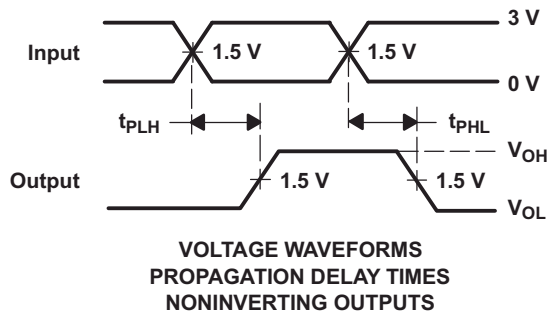 3 V
Input
1.5 V
1.5 V
0 V
tPLH
tPHL
VOH
Output
1.5 V
1.5 V
VOL
VOLTAGE WAVEFORMS
PROPAGATION DELAY TIMES
NONINVERTING OUTPUTS